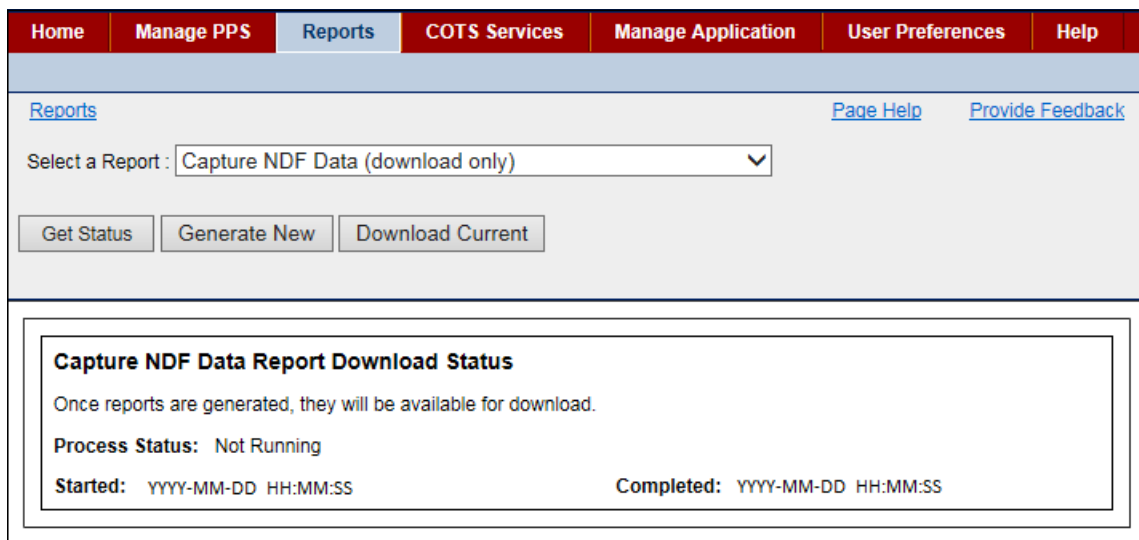 Home Manage PPS Reports COTS Services Manage Application User Preferences Help
Reports Page Help Provide Feedback
Select a Report : Capture NDF Data (download only)
Get Status Generate New Download Current
Capture NDF Data Report Download Status
Once reports are generated, they will be available for download.
Process Status: Not Running
Started: YYYY-MM-DD HH:MM:SS Completed: YYYY-MM-DD HH:MM:SS